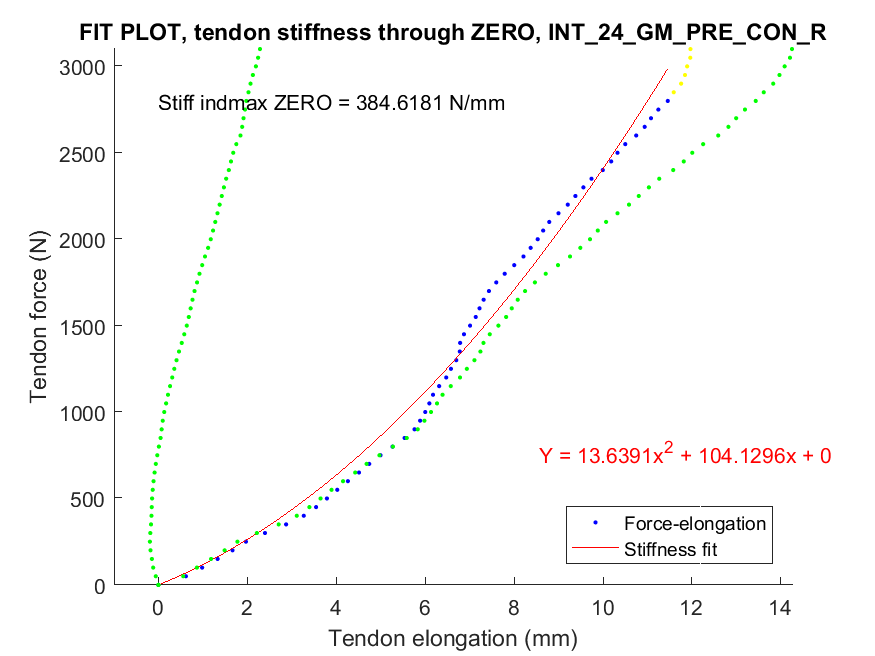 FIT PLOT, tendon stiffness through ZERO, INT_24_GM_PRE_CON_R
3000
Stiff indmax ZERO = 384.6181 N/mm
2500
2000
Tendon force (N)
1500
1000
Y = 13.6391x² + 104.1296x + 0
500
Force-elongation
Stiffness fit
0
0 2 4 6 8 10 12 14
Tendon elongation (mm)